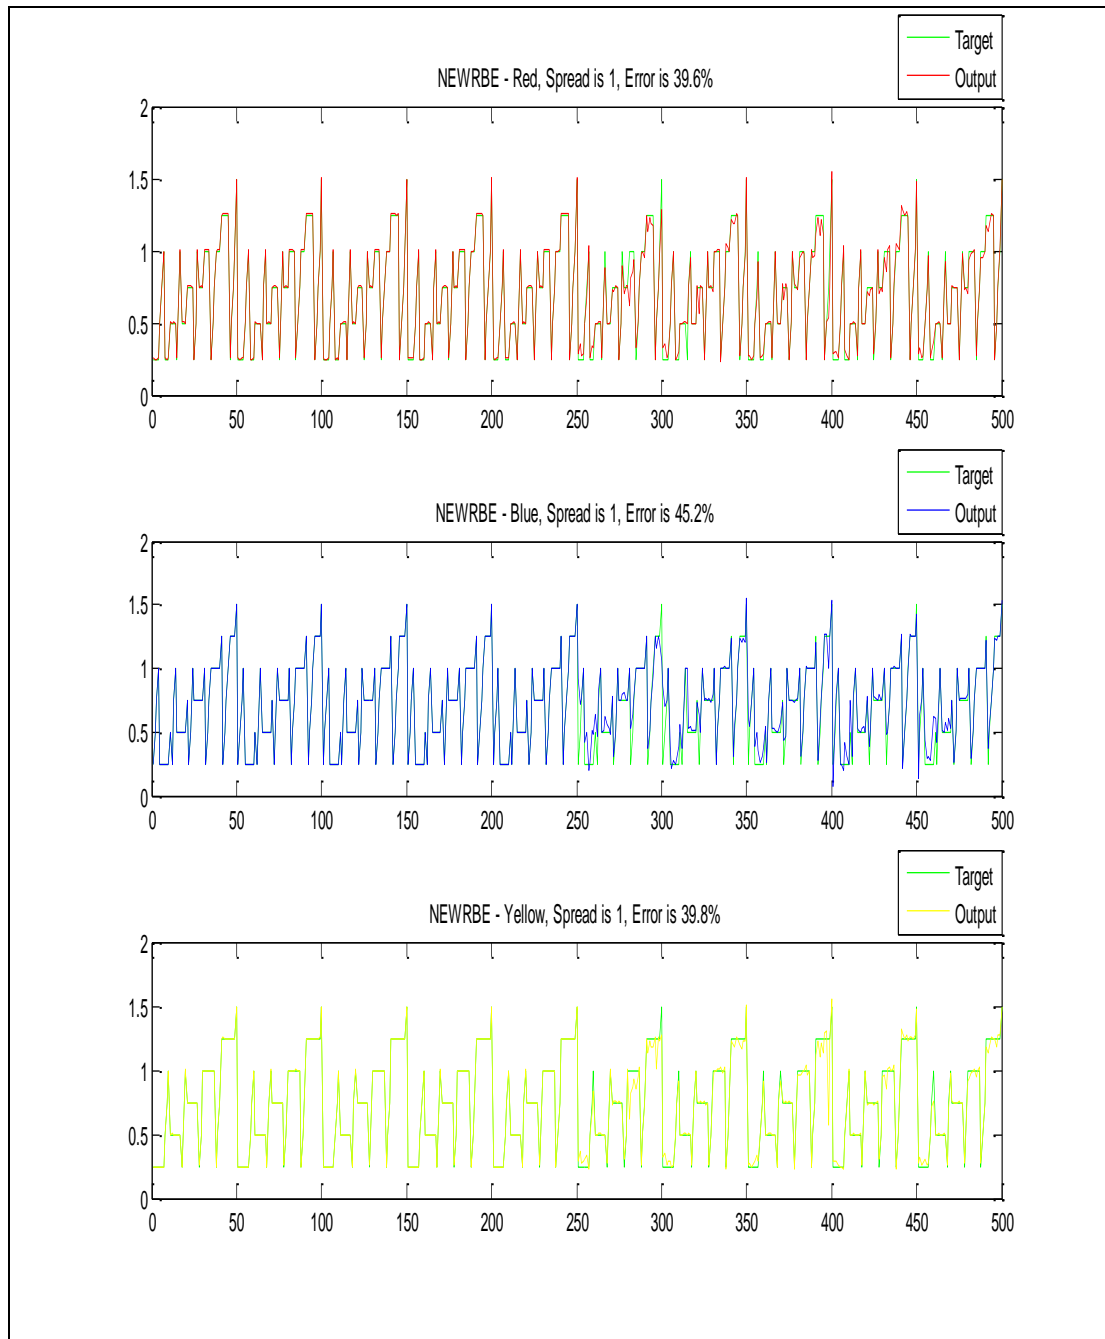 Target
Output
NEWRBE - Red, Spread is 1, Error is 39.6%
2
1.5
1
0.5
0
0 50 100 150 200 250 300 350 400 450 500
Target
Output
NEWRBE - Blue, Spread is 1, Error is 45.2%
2
1.5
1
0.5
0
0 50 100 150 200 250 300 350 400 450 500
Target
Output
NEWRBE - Yellow, Spread is 1, Error is 39.8%
2
1.5
1
0.5
0
0 50 100 150 200 250 300 350 400 450 500